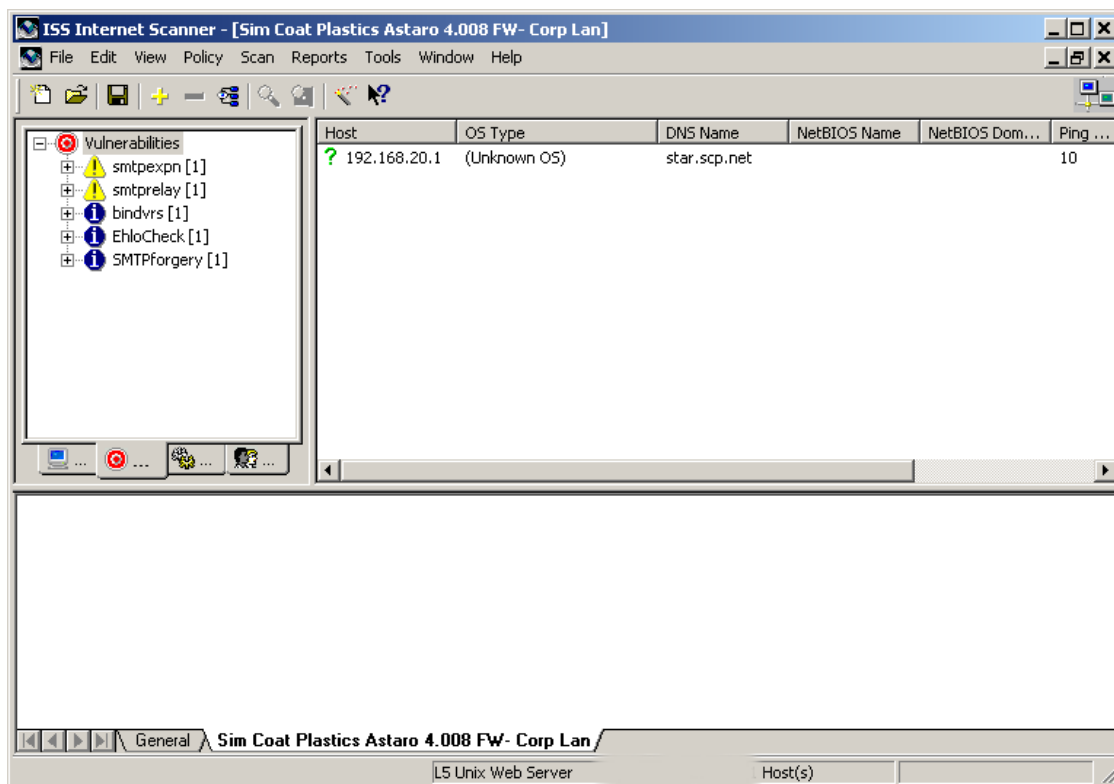 ISS Internet Scanner - [Sim Coat Plastics Astaro 4.008 FW- Corp Lan]
File Edit View Policy Scan Reports Tools Window Help
Vulnerabilities
smtpexpn [1]
smtprelay [1]
bindvrs [1]
EhloCheck [1]
SMTPforgery [1]
... ... ... ...
Host OS Type DNS Name NetBIOS Name NetBIOS Dom... Ping ...
? 192.168.20.1 (Unknown OS) star.scp.net 10
General Sim Coat Plastics Astaro 4.008 FW- Corp Lan
L5 Unix Web Server Host(s)